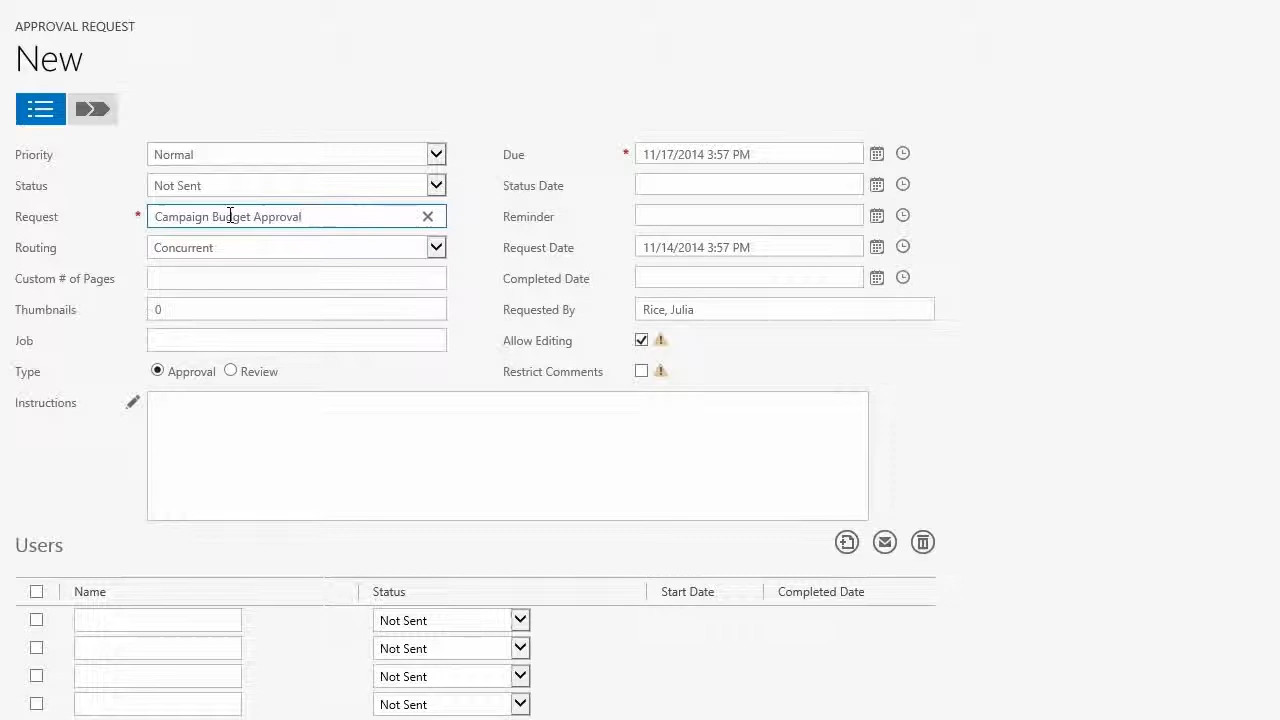 APPROVAL REQUEST
New
Priority Normal Due * 11/17/2014 3:57 PM
Status Not Sent Status Date
Request * Campaign Budget Approval Reminder
Routing Concurrent Request Date 11/14/2014 3:57 PM
Custom # of Pages Completed Date
Thumbnails 0 Requested By Rice, Julia
Job Allow Editing
Type Approval Review Restrict Comments
Instructions
Users
Name Status Start Date Completed Date
Not Sent
Not Sent
Not Sent
Not Sent